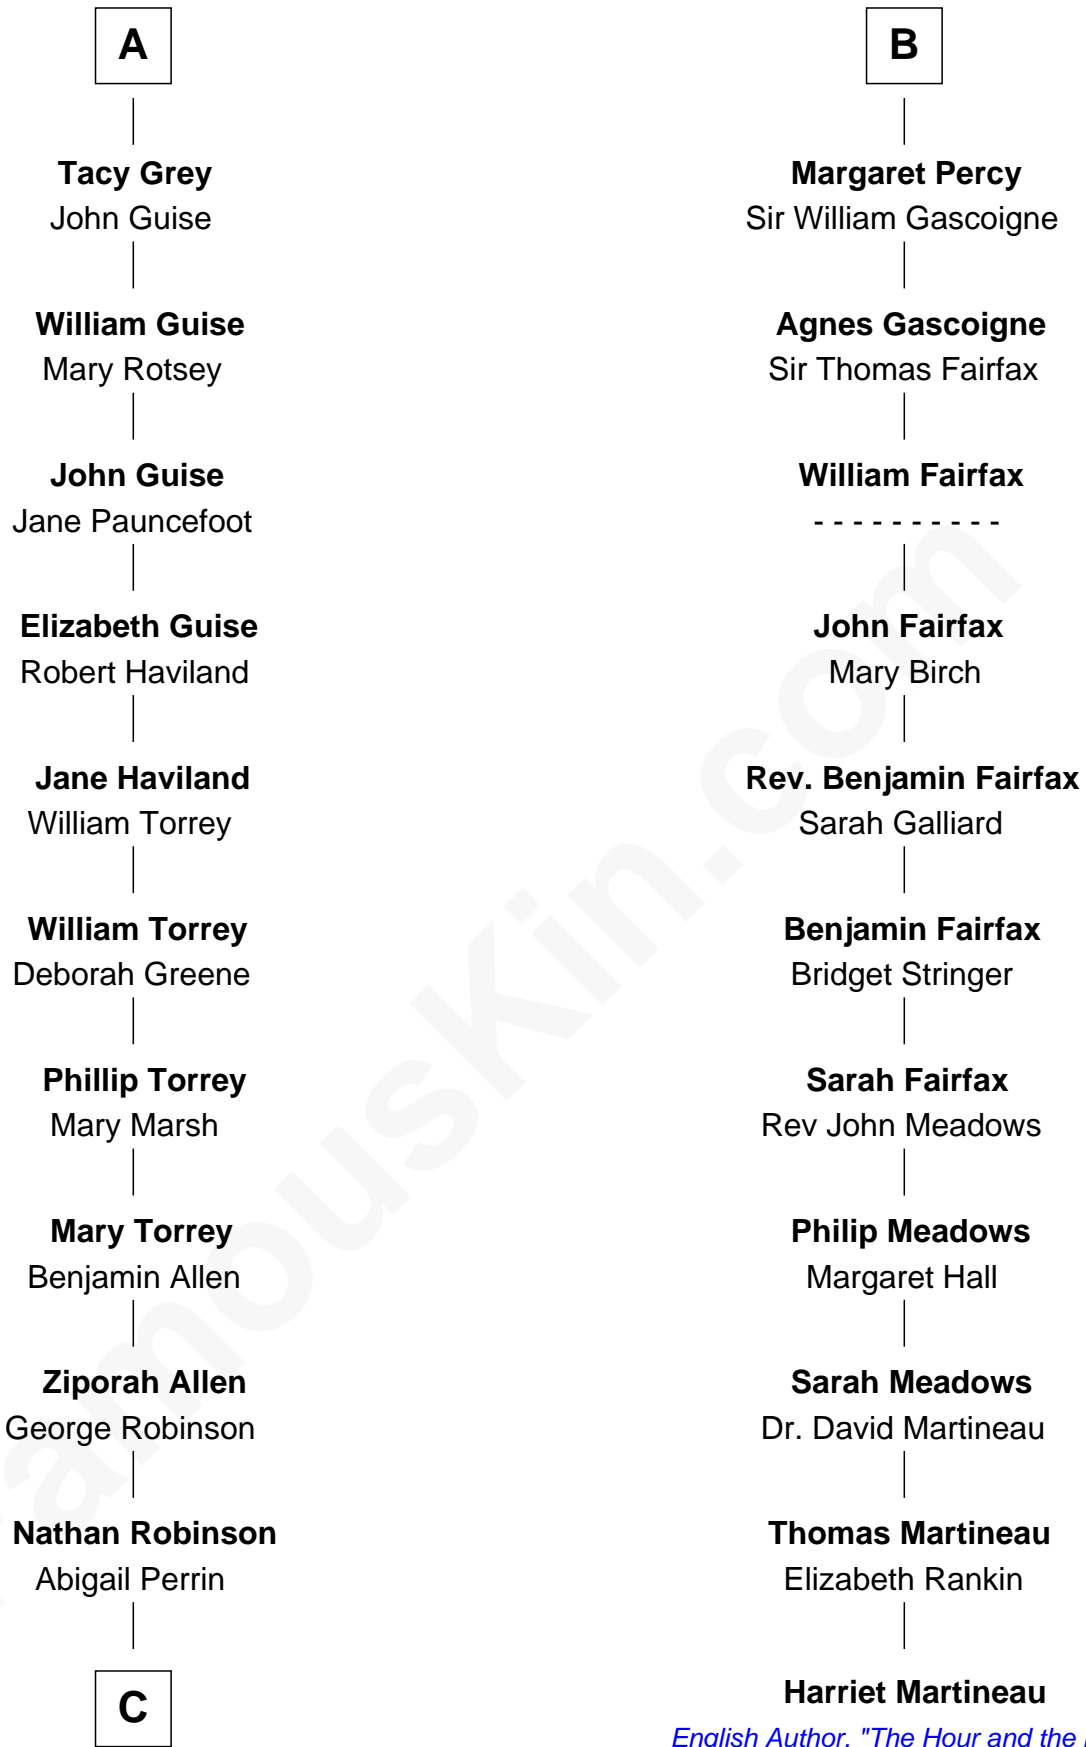 A
Tacy Grey
John Guise
William Guise
Mary Rotsey
John Guise
Jane Pauncefoot
Elizabeth Guise
Robert Haviland
Jane Haviland
William Torrey
William Torrey
Deborah Greene
Phillip Torrey
Mary Marsh
Mary Torrey
Benjamin Allen
Ziporah Allen
George Robinson
Nathan Robinson
Abigail Perrin
C
B
Margaret Percy
Sir William Gascoigne
Agnes Gascoigne
Sir Thomas Fairfax
William Fairfax
- - - - - - - - - -
John Fairfax
Mary Birch
Rev. Benjamin Fairfax
Sarah Galliard
Benjamin Fairfax
Bridget Stringer
Sarah Fairfax
Rev John Meadows
Philip Meadows
Margaret Hall
Sarah Meadows
Dr. David Martineau
Thomas Martineau
Elizabeth Rankin
Harriet Martineau
English Author, "The Hour and the
FamousKin.com